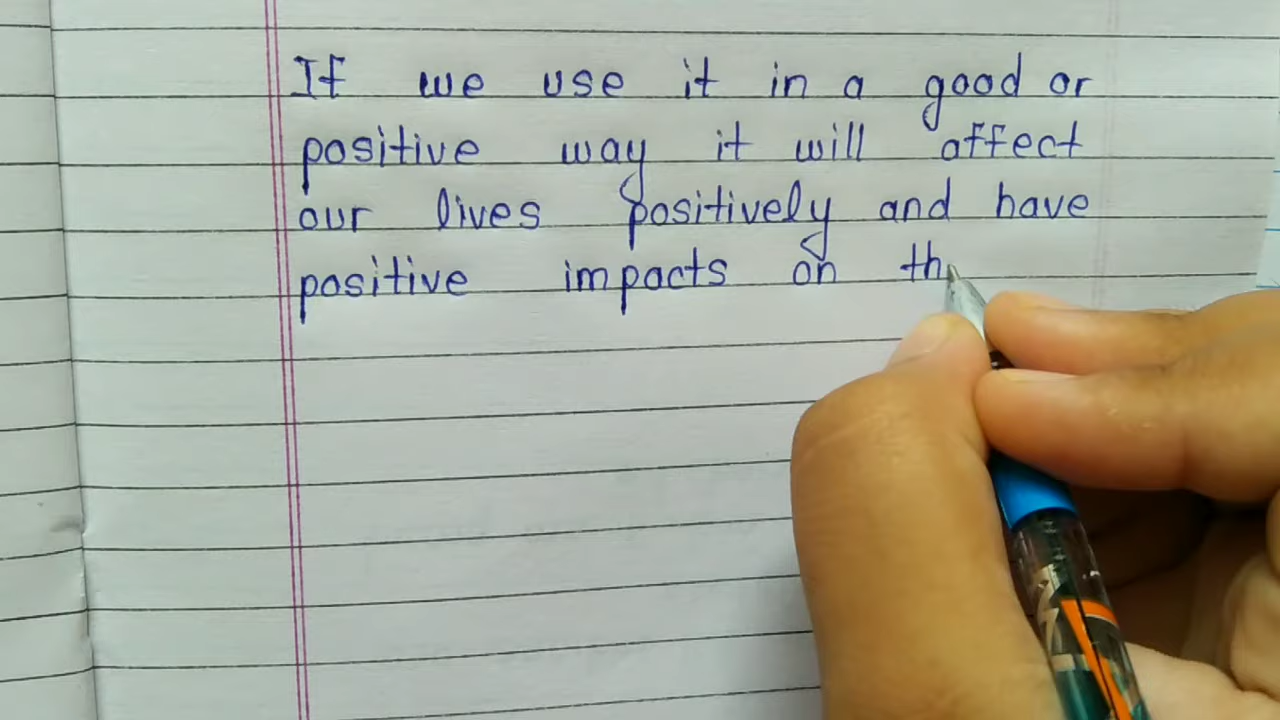 If we use it in a good or
positive way it will affect
our lives positively and have
positive impacts on th